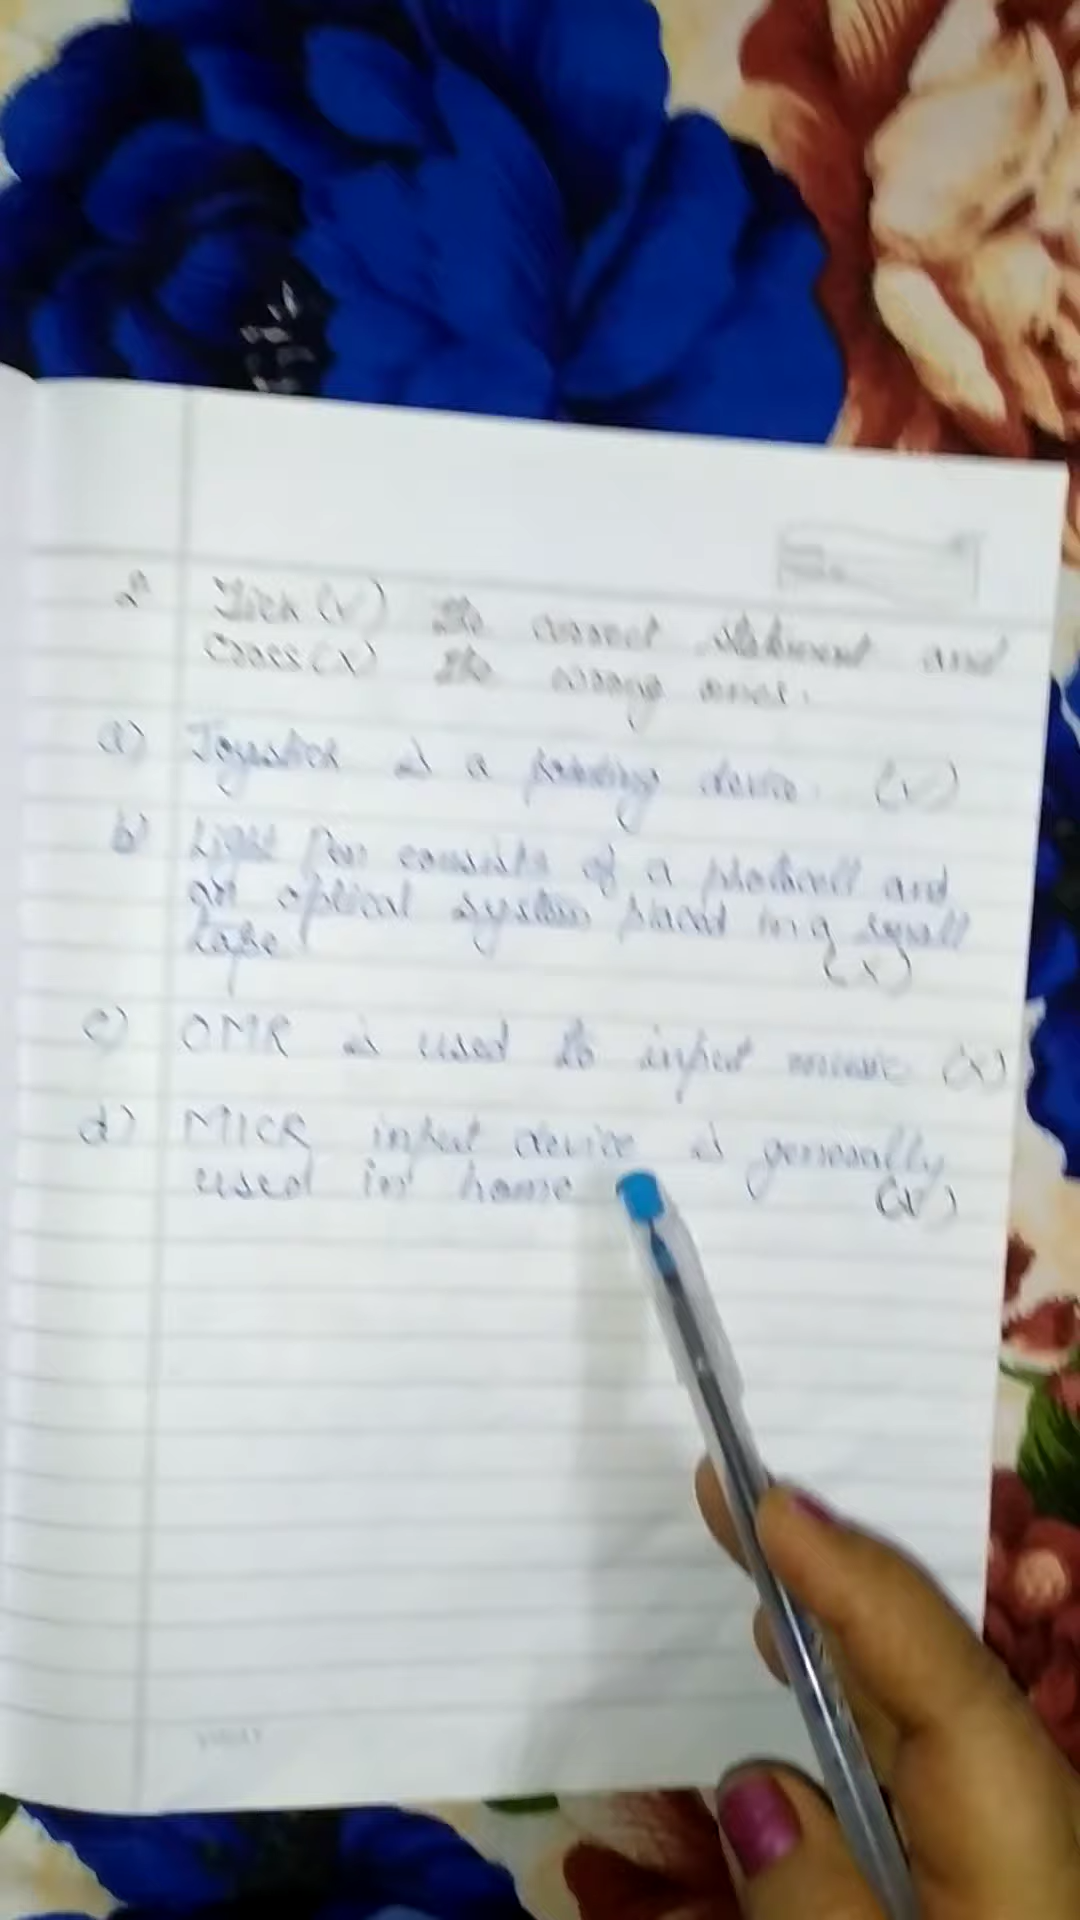 2 Tick (✓) the correct statement and
Cross (X) the wrong ones.
a) Joystick is a pointing device. (✓)
b) Light Pen consists of a photocell and
an optical system placed in a small
tape (X)
c) OMR is used to input music (X)
d) MICR input device is generally
used in home